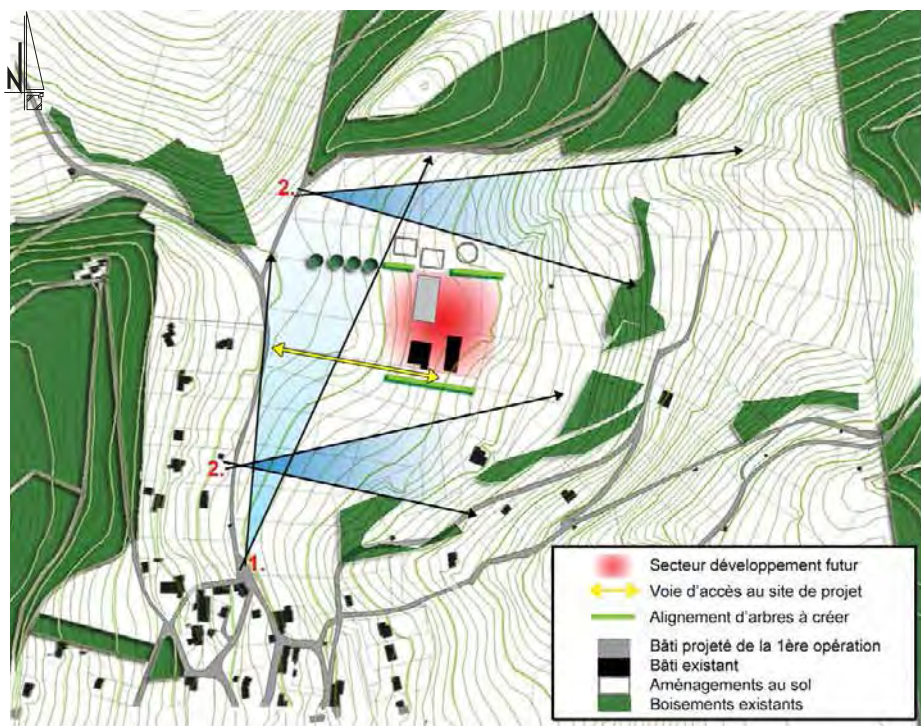 N
2.
2.
1.
Secteur développement futur
Voie d'accès au site de projet
Alignement d'arbres à créer
Bâti projeté de la 1ère opération
Bâti existant
Aménagements au sol
Boisements existants